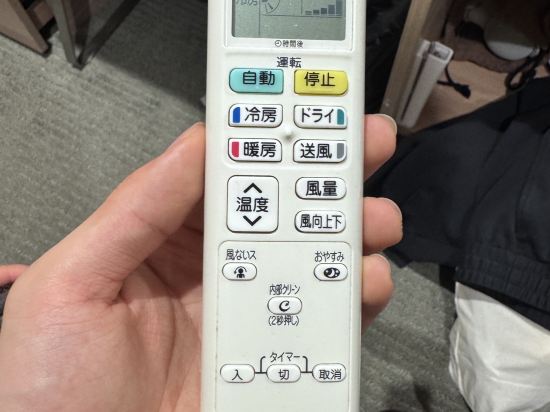 時間後
運転
自動 停止
冷房 ドライ
暖房 送風
温度 風量
風向上下
風ないス おやすみ
内部クリーン
(2秒押し)
タイマー
入 切 取消